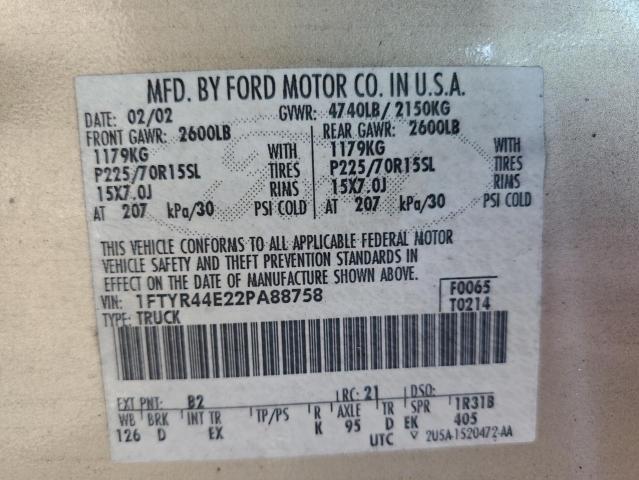 MFD. BY FORD MOTOR CO. IN U.S.A.
DATE: 02/02 GVWR: 4740LB/ 2150KG
FRONT GAWR: 2600LB REAR GAWR: 2600LB
1179KG WITH 1179KG WITH
P225/70R15SL TIRES P225/70R15SL TIRES
15X7.0J RIMS 15X7.0J RIMS
AT 207 kPa/30 PSI COLD AT 207 kPa/30 PSI COLD
THIS VEHICLE CONFORMS TO ALL APPLICABLE FEDERAL MOTOR
VEHICLE SAFETY AND THEFT PREVENTION STANDARDS IN
EFFECT ON THE DATE OF MANUFACTURE SHOWN ABOVE.
VIN: 1FTYR44E22PA88758 F0065
TYPE: TRUCK T0214
EXT PNT: B2 RC: 21 DSO:
WB BRK INT TR TP/PS R AXLE TR SPR 1R31B
126 D EX K 95 D EK 405
UTC 2U5A-1520472-AA